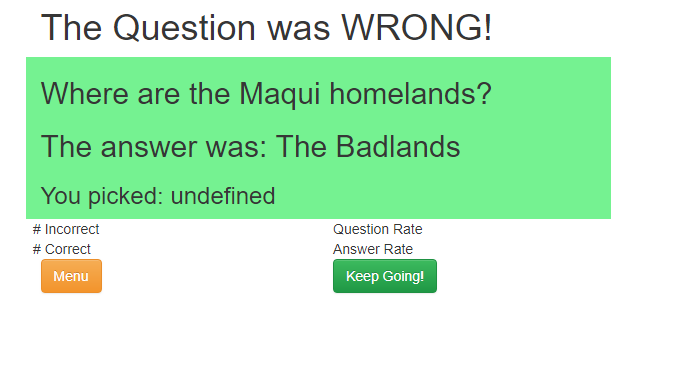 The Question was WRONG!
Where are the Maqui homelands?
The answer was: The Badlands
You picked: undefined
# Incorrect
Question Rate
# Correct
Answer Rate
Menu
Keep Going!